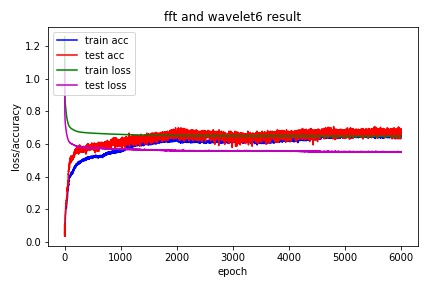 fft and wavelet6 result
train acc
test acc
train loss
test loss
loss/accuracy
1.2
1.0
0.8
0.6
0.4
0.2
0.0
0 1000 2000 3000 4000 5000 6000
epoch